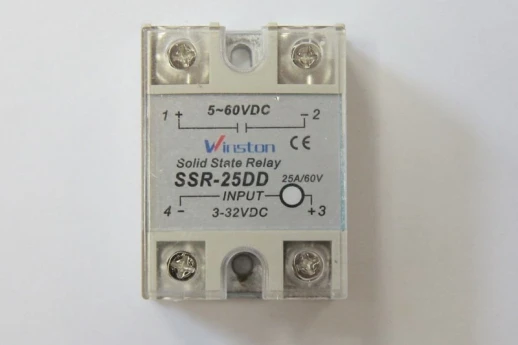 5~60VDC
1 + - 2
Winston CE
Solid State Relay
SSR-25DD 25A/60V
INPUT
4 - 3-32VDC +3